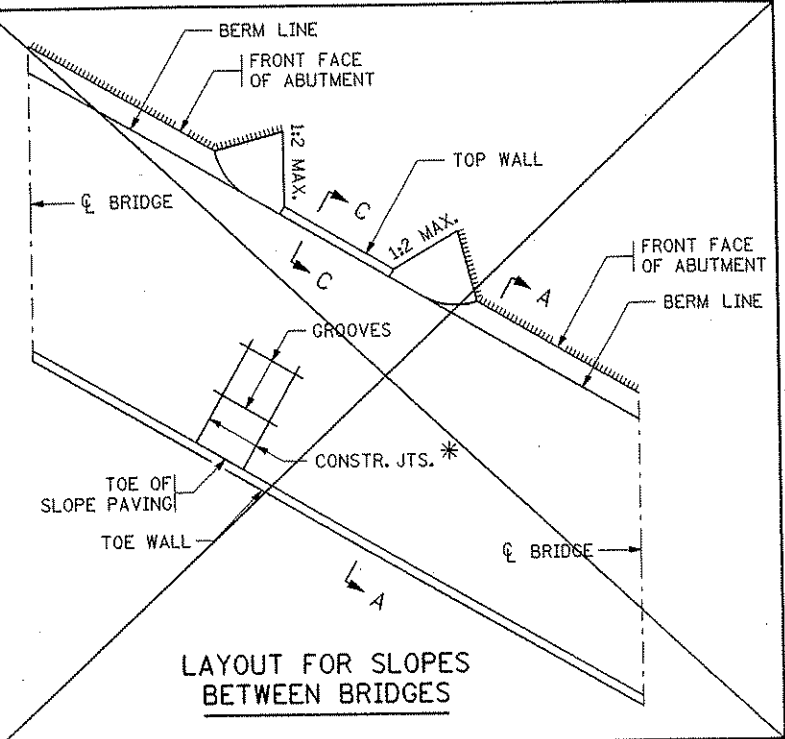 BERM LINE
FRONT FACE
OF ABUTMENT
1:2 MAX.
TOP WALL
℄ BRIDGE
C
C
1:2 MAX.
FRONT FACE
OF ABUTMENT
A
BERM LINE
GROOVES
CONSTR. JTS. *
TOE OF
SLOPE PAVING
TOE WALL
℄ BRIDGE
A
LAYOUT FOR SLOPES
BETWEEN BRIDGES